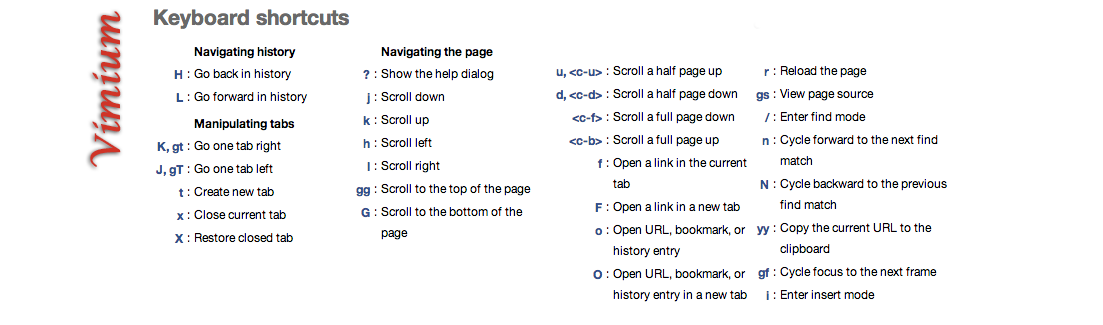 Vimium
Keyboard shortcuts
Navigating history
H : Go back in history
L : Go forward in history
Manipulating tabs
K, gt : Go one tab right
J, gT : Go one tab left
t : Create new tab
x : Close current tab
X : Restore closed tab
Navigating the page
? : Show the help dialog
j : Scroll down
k : Scroll up
h : Scroll left
l : Scroll right
gg : Scroll to the top of the page
G : Scroll to the bottom of the
page
u, <c-u> : Scroll a half page up
d, <c-d> : Scroll a half page down
<c-f> : Scroll a full page down
<c-b> : Scroll a full page up
f : Open a link in the current
tab
F : Open a link in a new tab
o : Open URL, bookmark, or
history entry
O : Open URL, bookmark, or
history entry in a new tab
r : Reload the page
gs : View page source
/ : Enter find mode
n : Cycle forward to the next find
match
N : Cycle backward to the previous
find match
yy : Copy the current URL to the
clipboard
gf : Cycle focus to the next frame
i : Enter insert mode